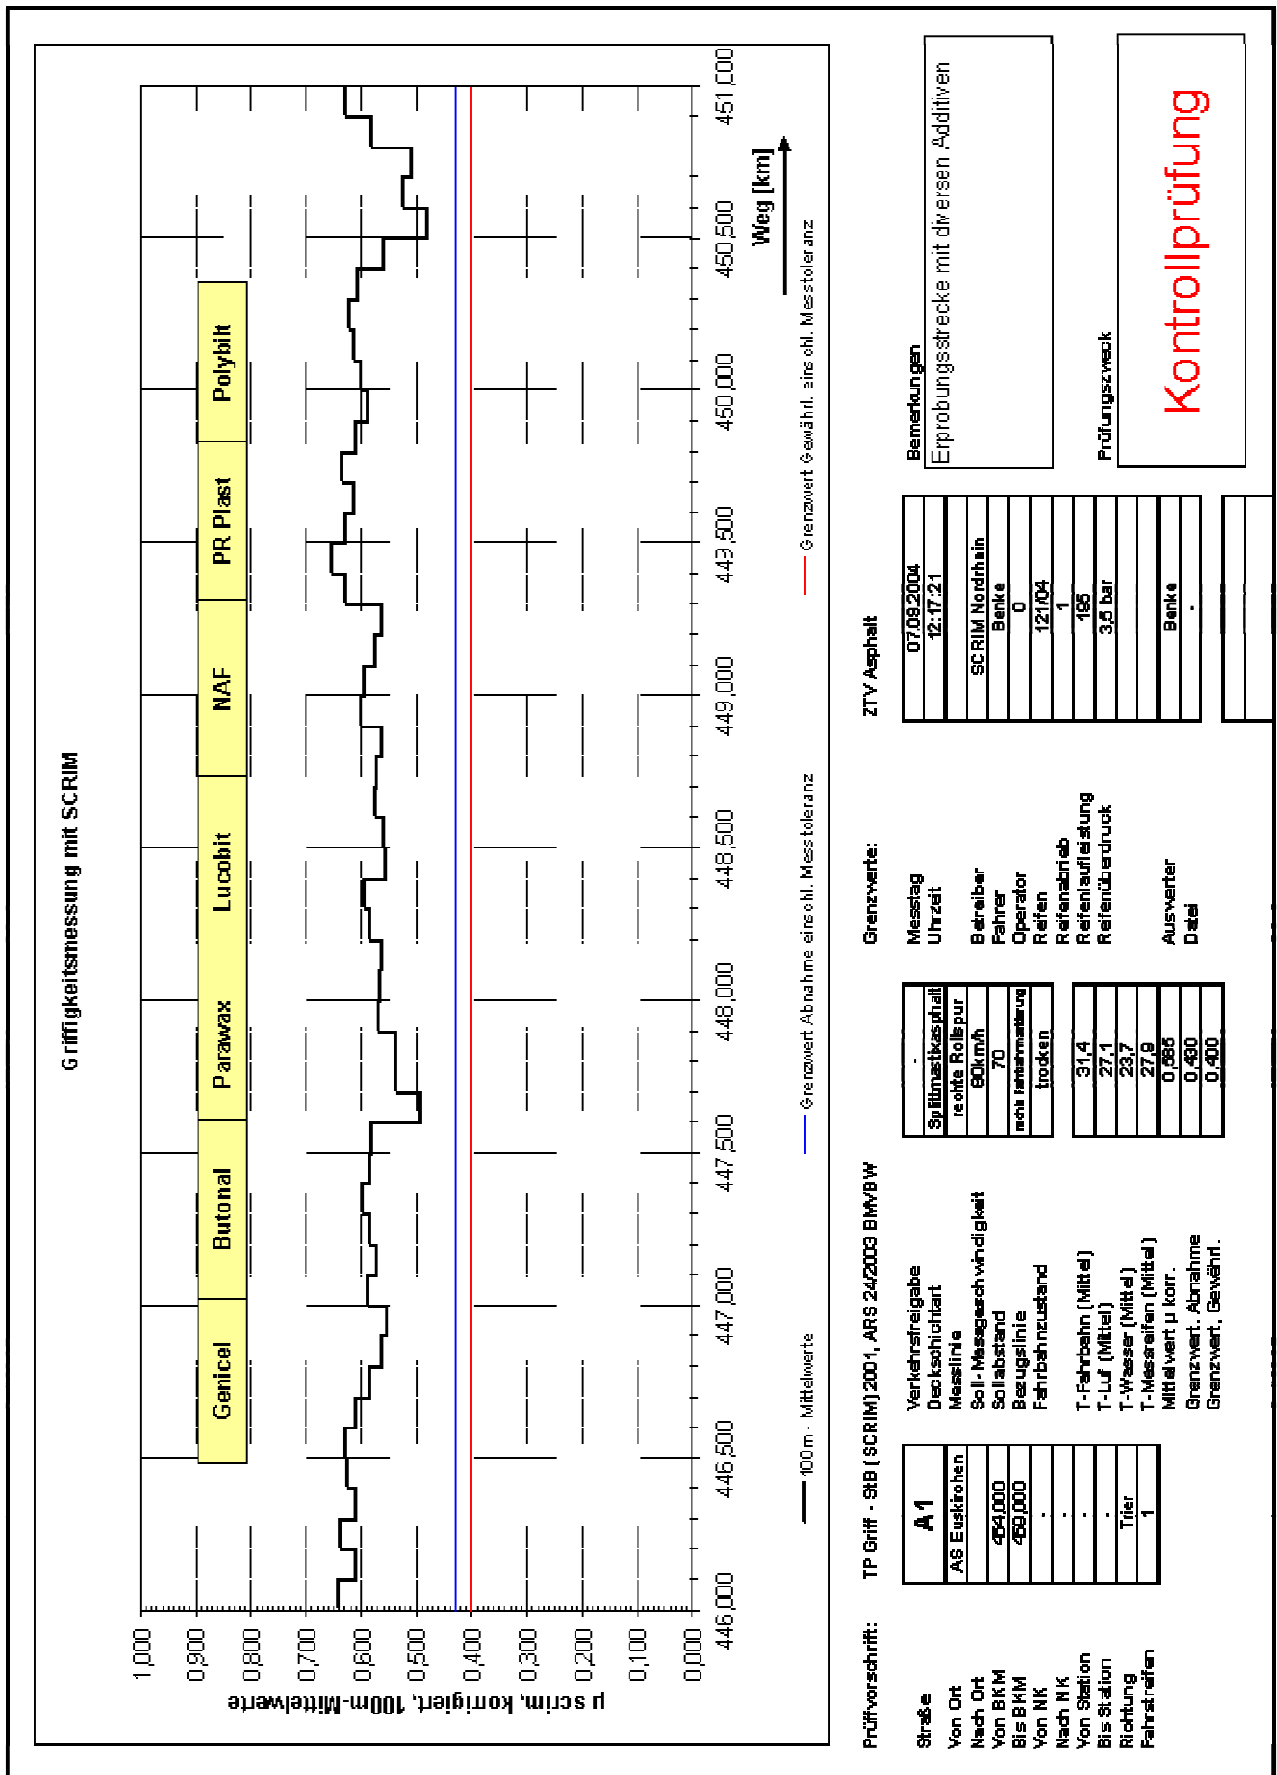 Griffigkeitsmessung mit SCRIM
1,000
0,900
0,800
0,700
0,600
0,500
0,400
0,300
0,200
0,100
0,000
µ scrim, korrigiert, 100m-Mittelwerte
Genicel
Butonal
Parawax
Lucobit
NAF
PR Plast
Polybilt
446,000
446,500
447,000
447,500
448,000
448,500
449,000
449,500
450,000
450,500
451,000
Weg [km]
100m - Mittelwerte
Grenzwert Abnahme einschl. Messtoleranz
Grenzwert Gewährl. einschl. Messtoleranz
Prüfvorschrift:
TP Griff - StB (SCRIM) 2001, ARS 24/2003 BMVBW
Grenzwerte:
ZTV Asphalt
Straße
A1
Von Ort
AS Euskirchen
Nach Ort
Von BKM
454,000
Bis BKM
459,000
Von NK
-
Nach NK
-
Von Station
-
Bis Station
-
Richtung
Trier
Fahrstreifen
1
Verkehrsfreigabe
-
Deckschichtart
Splittmastixasphalt
Messlinie
rechte Rollspur
Soll-Messgeschwindigkeit
80km/h
Sollabstand
70
Bezugslinie
Fahrbahnzustand
trocken
T-Fahrbahn (Mittel)
31,4
T-Luf (Mittel)
27,1
T-Wasser (Mittel)
23,7
T-Messreifen (Mittel)
27,9
Mittelwert µ korr.
0,585
Grenzwert. Abnahme
0,430
Grenzwert. Gewährl.
0,400
Messtag
07.09.2004
Uhrzeit
12:17:21
Betreiber
SCRIM Nordrhein
Fahrer
Benke
Operator
0
Reifen
121/04
Reifenabrieb
1
Reifenlaufleistung
195
Reifenüberdruck
3,5 bar
Auswerter
Benke
Datei
-
Bemerkungen
Erprobungsstrecke mit diversen Additiven
Prüfungszweck
Kontrollprüfung